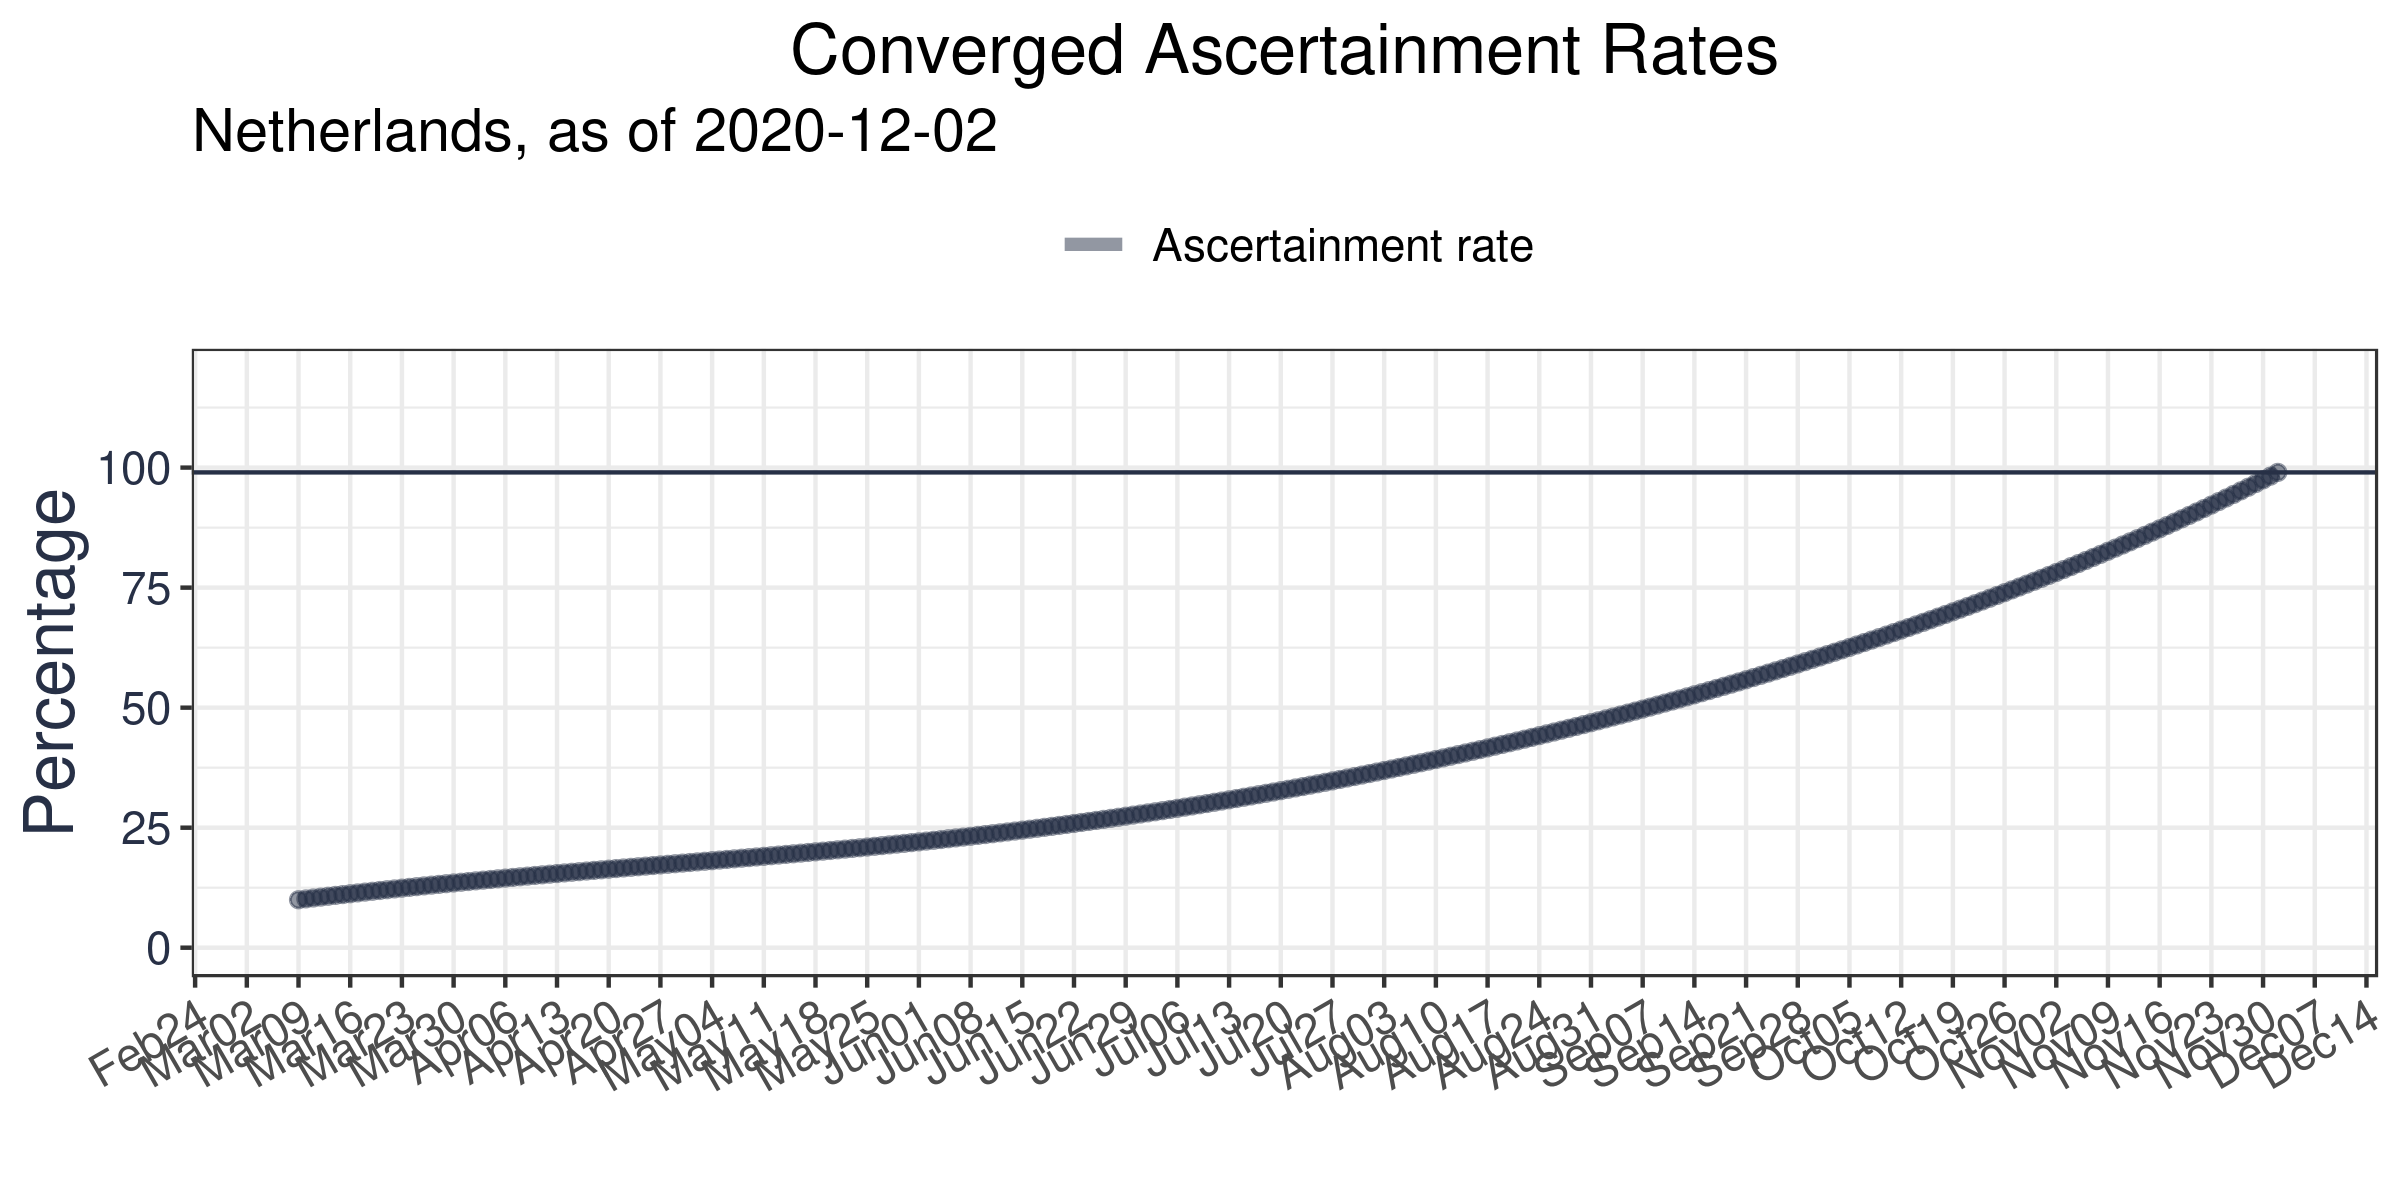 Converged Ascertainment Rates
Netherlands, as of 2020-12-02
Ascertainment rate
Percentage
100
75
50
25
0
Feb24
Mar02
Mar09
Mar16
Mar23
Mar30
Apr06
Apr13
Apr20
Apr27
May04
May11
May18
May25
Jun01
Jun08
Jun15
Jun22
Jun29
Jul06
Jul13
Jul20
Jul27
Aug03
Aug10
Aug17
Aug24
Aug31
Sep07
Sep14
Sep21
Sep28
Oct05
Oct12
Oct19
Oct26
Nov02
Nov09
Nov16
Nov23
Nov30
Dec07
Dec14